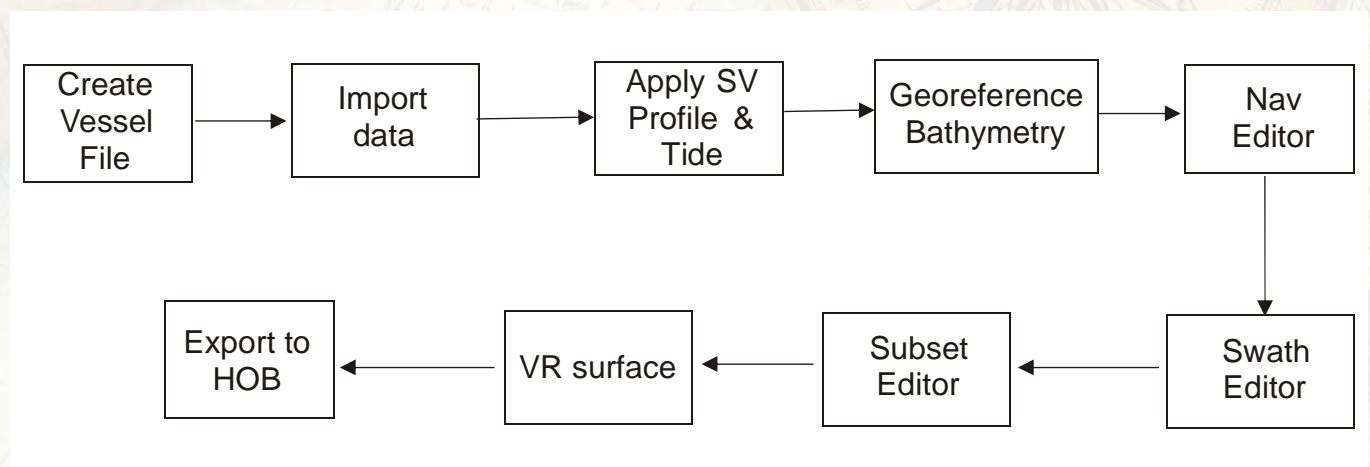 Create
Vessel
File
Import
data
Apply SV
Profile &
Tide
Georeference
Bathymetry
Nav
Editor
Swath
Editor
Subset
Editor
VR surface
Export to
HOB